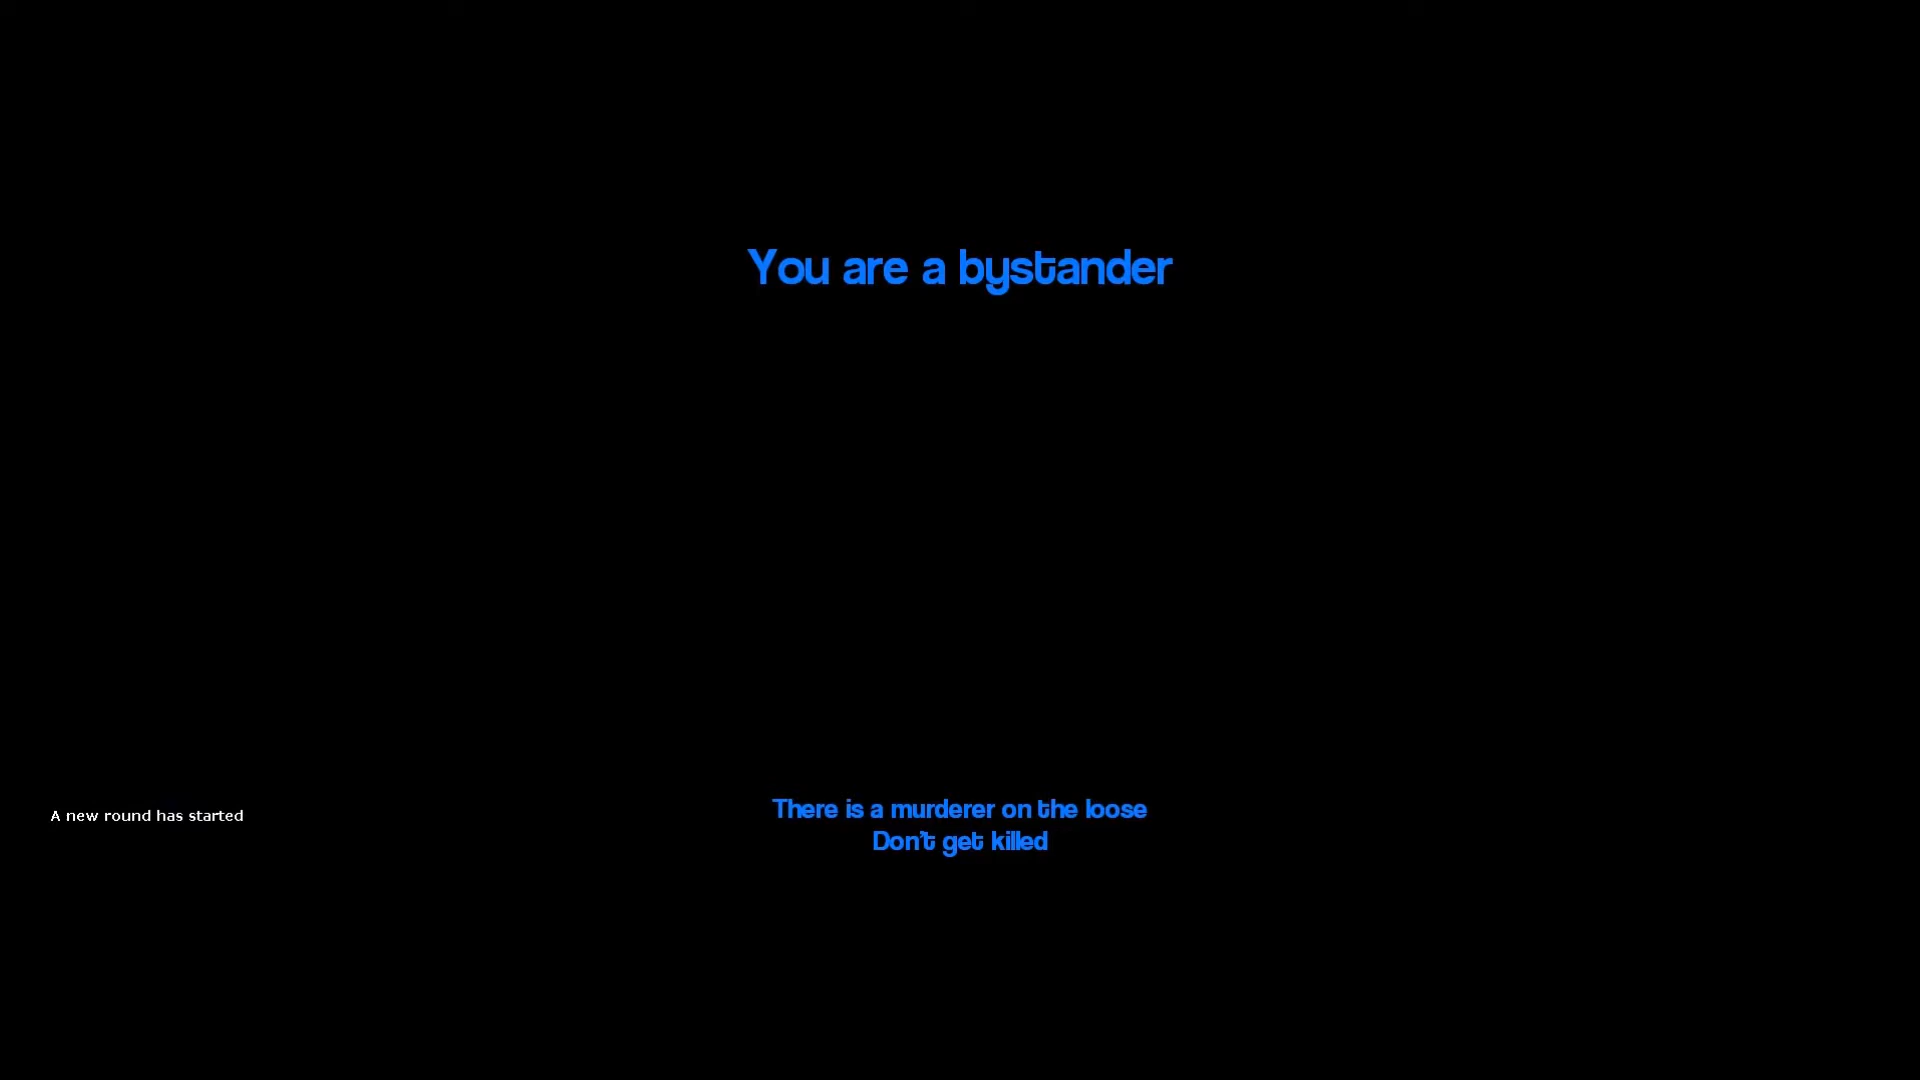 You are a bystander
There is a murderer on the loose
Don't get killed
A new round has started